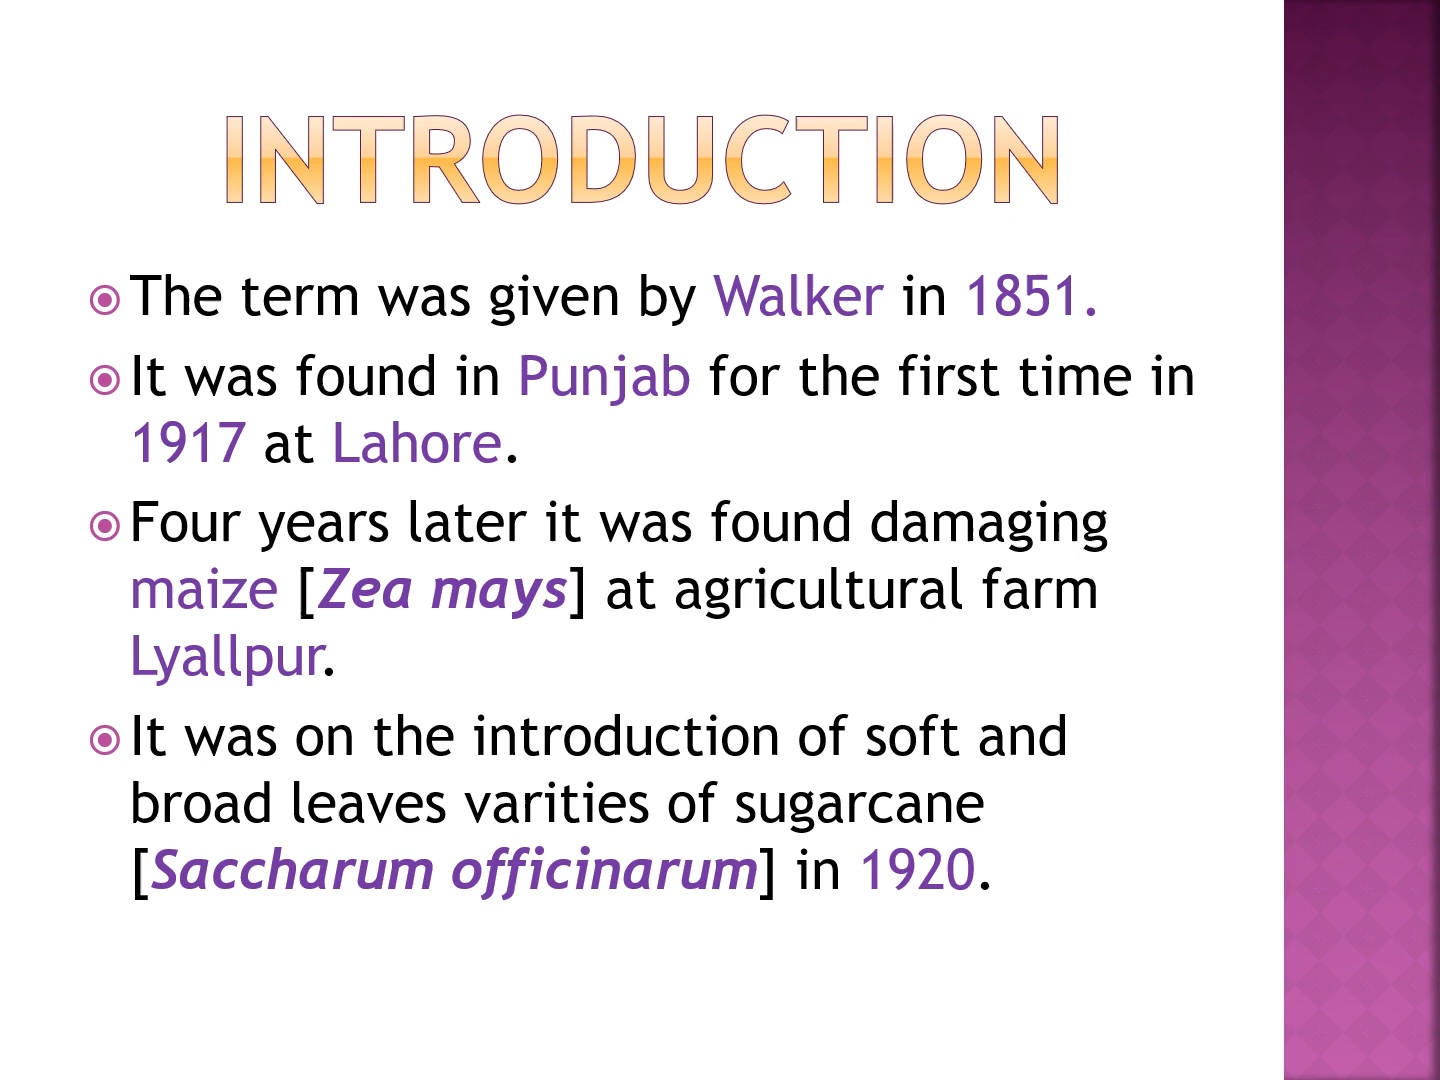 INTRODUCTION
The term was given by Walker in 1851.
It was found in Punjab for the first time in
1917 at Lahore.
Four years later it was found damaging
maize [Zea mays] at agricultural farm
Lyallpur.
It was on the introduction of soft and
broad leaves varities of sugarcane
[Saccharum officinarum] in 1920.